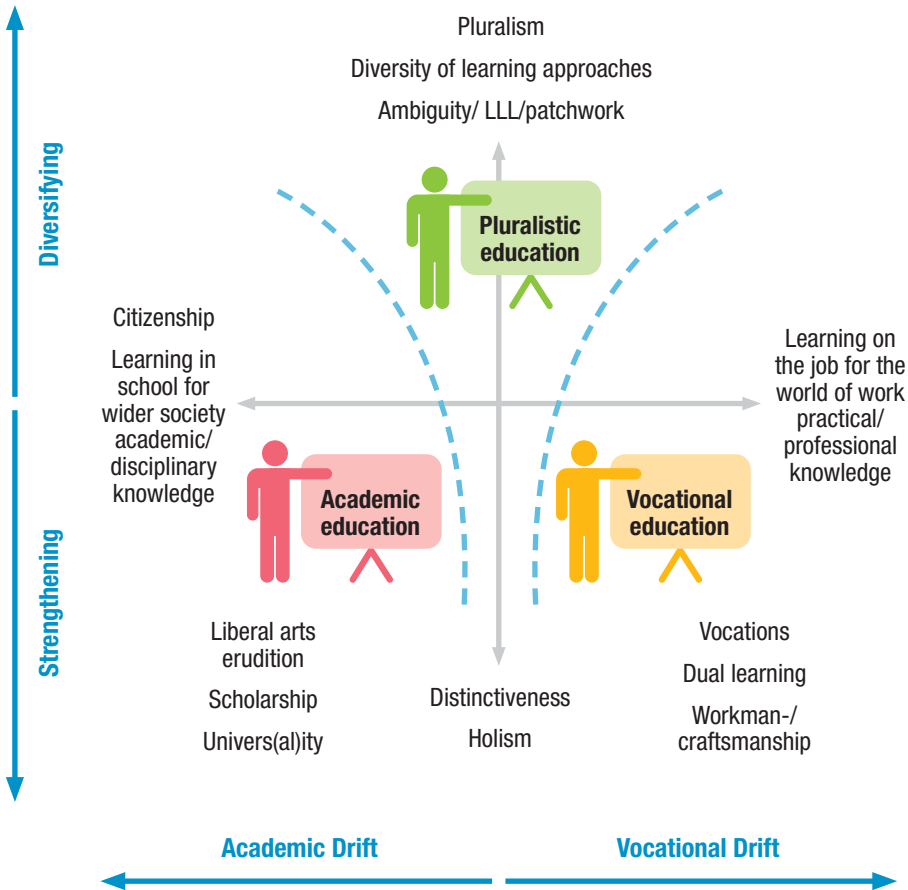 Pluralism
Diversity of learning approaches
Ambiguity/ LLL/patchwork
Diversifying
Pluralistic
education
Citizenship
Learning in
school for
wider society
academic/
disciplinary
knowledge
Learning on
the job for the
world of work
practical/
professional
knowledge
Strengthening
Academic
education
Vocational
education
Liberal arts
erudition
Scholarship
Univers(al)ity
Distinctiveness
Holism
Vocations
Dual learning
Workman-/
craftsmanship
Academic Drift
Vocational Drift